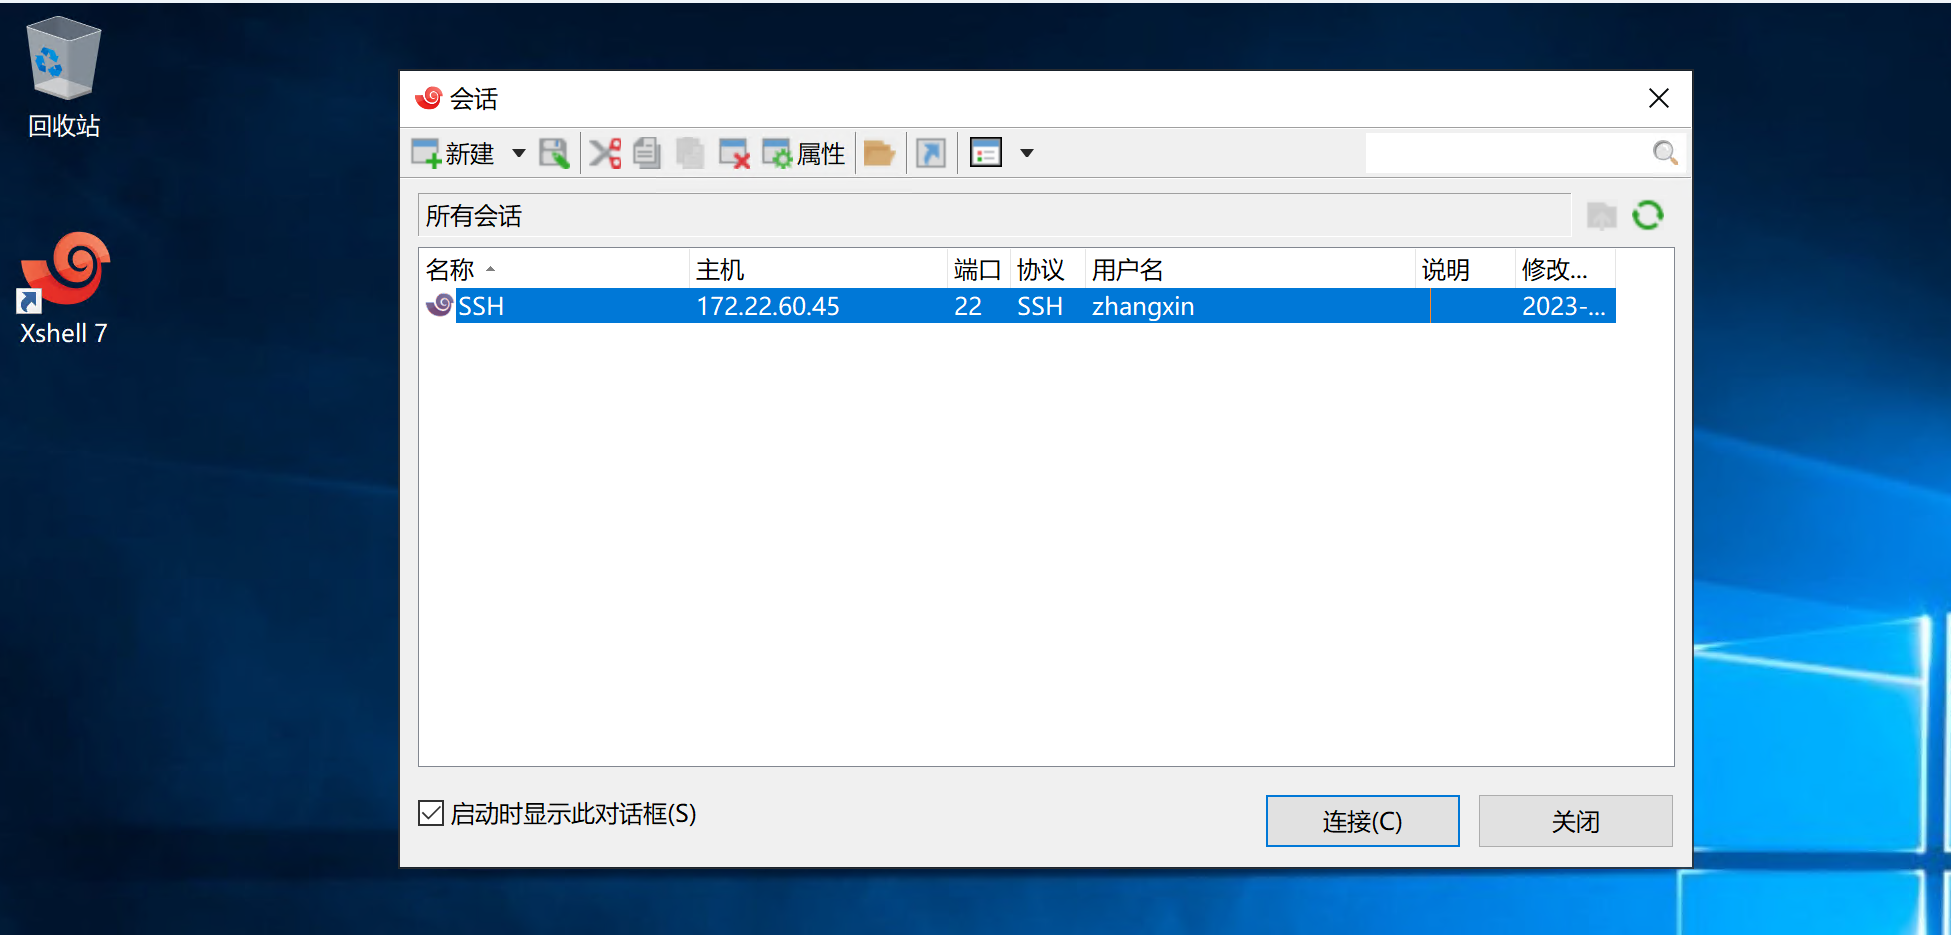 回收站
Xshell 7
会话
新建 属性
所有会话
名称 主机 端口 协议 用户名 说明 修改...
SSH 172.22.60.45 22 SSH zhangxin 2023-...
启动时显示此对话框(S)
连接(C) 关闭